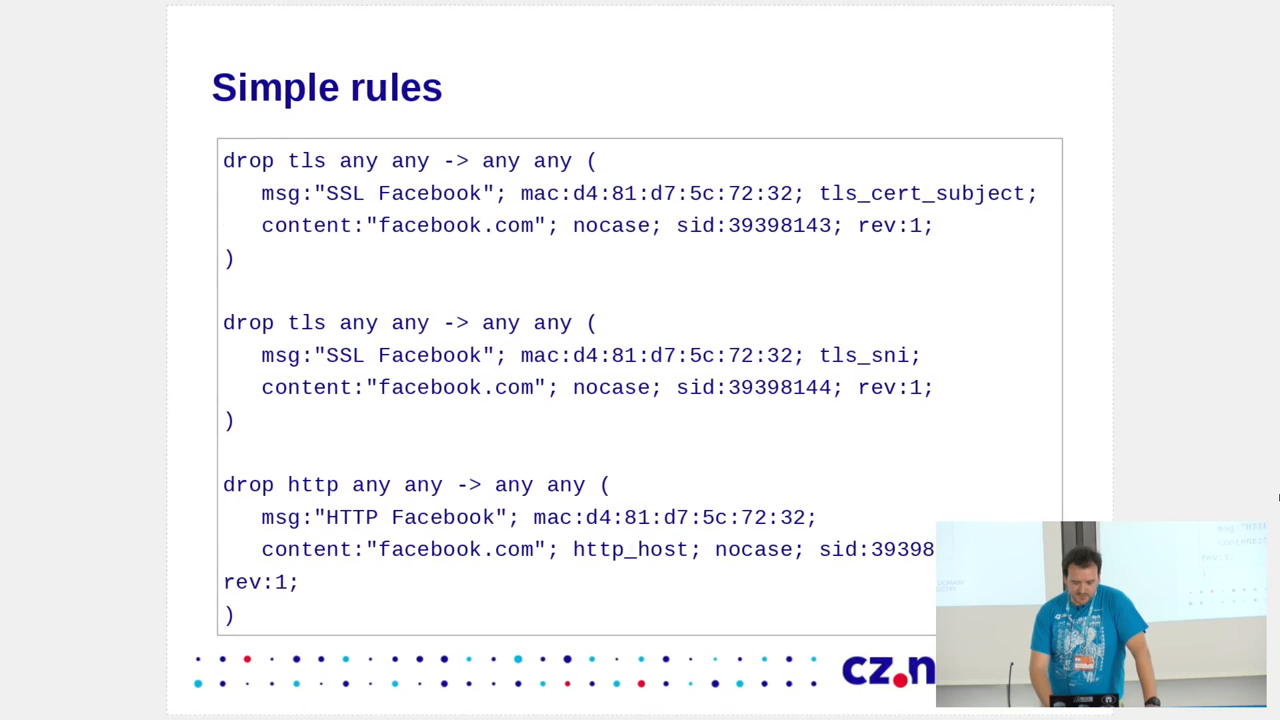 Simple rules
drop tls any any -> any any (
msg:"SSL Facebook"; mac:d4:81:d7:5c:72:32; tls_cert_subject;
content:"facebook.com"; nocase; sid:39398143; rev:1;
)
drop tls any any -> any any (
msg:"SSL Facebook"; mac:d4:81:d7:5c:72:32; tls_sni;
content:"facebook.com"; nocase; sid:39398144; rev:1;
)
drop http any any -> any any (
msg:"HTTP Facebook"; mac:d4:81:d7:5c:72:32;
content:"facebook.com"; http_host; nocase; sid:39398
rev:1;
)
cz.n
rev:1;